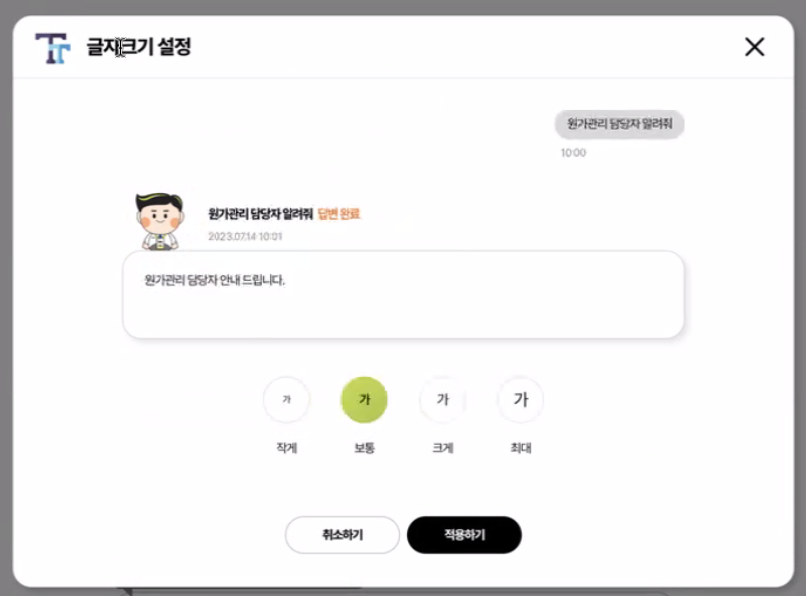 글자크기 설정
원가관리 담당자 알려줘
10:00
원가관리 담당자 알려줘 답변 완료
2023.07.14 10:01
원가관리 담당자 안내 드립니다.
가 가 가 가
작게 보통 크게 최대
취소하기 적용하기